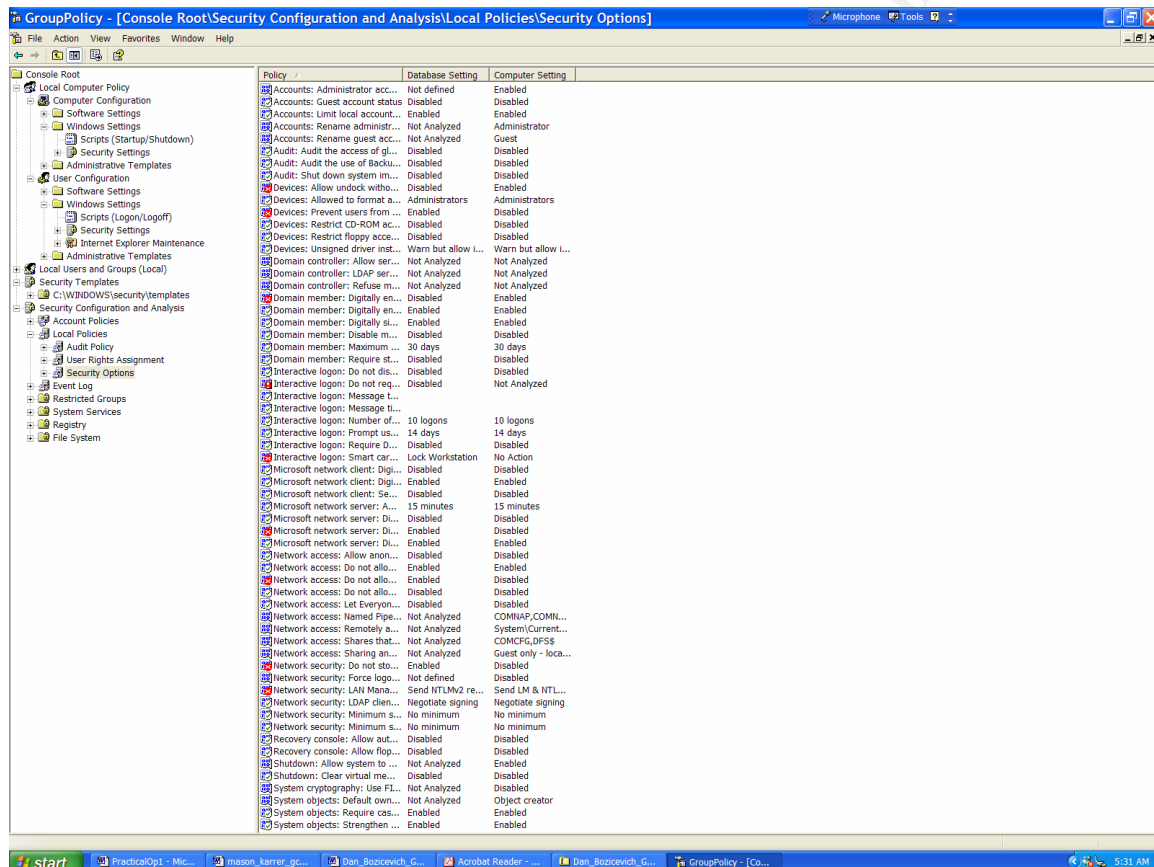 GroupPolicy - [Console Root\Security Configuration and Analysis\Local Policies\Security Options]
Microphone Tools
File Action View Favorites Window Help
Console Root
Local Computer Policy
Computer Configuration
Software Settings
Windows Settings
Scripts (Startup/Shutdown)
Security Settings
Administrative Templates
User Configuration
Software Settings
Windows Settings
Scripts (Logon/Logoff)
Security Settings
Internet Explorer Maintenance
Administrative Templates
Local Users and Groups (Local)
Security Templates
C:\WINDOWS\security\templates
Security Configuration and Analysis
Account Policies
Local Policies
Audit Policy
User Rights Assignment
Security Options
Event Log
Restricted Groups
System Services
Registry
File System
Policy Database Setting Computer Setting
Accounts: Administrator acc... Not defined Enabled
Accounts: Guest account status Disabled Disabled
Accounts: Limit local account... Enabled Enabled
Accounts: Rename administr... Not Analyzed Administrator
Accounts: Rename guest acc... Not Analyzed Guest
Audit: Audit the access of gl... Disabled Disabled
Audit: Audit the use of Backu... Disabled Disabled
Audit: Shut down system im... Disabled Disabled
Devices: Allow undock witho... Disabled Enabled
Devices: Allowed to format a... Administrators Administrators
Devices: Prevent users from ... Enabled Disabled
Devices: Restrict CD-ROM ac... Disabled Disabled
Devices: Restrict floppy acce... Disabled Disabled
Devices: Unsigned driver inst... Warn but allow i... Warn but allow i...
Domain controller: Allow ser... Not Analyzed Not Analyzed
Domain controller: LDAP ser... Not Analyzed Not Analyzed
Domain controller: Refuse m... Not Analyzed Not Analyzed
Domain member: Digitally en... Disabled Enabled
Domain member: Digitally en... Enabled Enabled
Domain member: Digitally si... Enabled Enabled
Domain member: Disable m... Disabled Disabled
Domain member: Maximum ... 30 days 30 days
Domain member: Require st... Disabled Disabled
Interactive logon: Do not dis... Disabled Disabled
Interactive logon: Do not req... Disabled Not Analyzed
Interactive logon: Message t...
Interactive logon: Message ti...
Interactive logon: Number of... 10 logons 10 logons
Interactive logon: Prompt us... 14 days 14 days
Interactive logon: Require D... Disabled Disabled
Interactive logon: Smart car... Lock Workstation No Action
Microsoft network client: Digi... Disabled Disabled
Microsoft network client: Digi... Enabled Enabled
Microsoft network client: Se... Disabled Disabled
Microsoft network server: A... 15 minutes 15 minutes
Microsoft network server: Di... Disabled Disabled
Microsoft network server: Di... Enabled Disabled
Microsoft network server: Di... Enabled Enabled
Network access: Allow anon... Disabled Disabled
Network access: Do not allo... Enabled Enabled
Network access: Do not allo... Enabled Disabled
Network access: Do not allo... Disabled Disabled
Network access: Let Everyon... Disabled Disabled
Network access: Named Pipe... Not Analyzed COMNAP,COMN...
Network access: Remotely a... Not Analyzed System\Current...
Network access: Shares that... Not Analyzed COMCFG,DFS$
Network access: Sharing an... Not Analyzed Guest only - loca...
Network security: Do not sto... Enabled Disabled
Network security: Force logo... Not defined Disabled
Network security: LAN Mana... Send NTLMv2 re... Send LM & NTL...
Network security: LDAP clien... Negotiate signing Negotiate signing
Network security: Minimum s... No minimum No minimum
Network security: Minimum s... No minimum No minimum
Recovery console: Allow aut... Disabled Disabled
Recovery console: Allow flop... Disabled Disabled
Shutdown: Allow system to ... Not Analyzed Enabled
Shutdown: Clear virtual me... Disabled Disabled
System cryptography: Use FI... Not Analyzed Disabled
System objects: Default own... Not Analyzed Object creator
System objects: Require cas... Enabled Enabled
System objects: Strengthen ... Enabled Enabled
start PracticalOp1 - Mic... mason_karrer_gc... Dan_Bozicevich_G... Acrobat Reader - ... Dan_Bozicevich_G... GroupPolicy - [Co... 5:31 AM